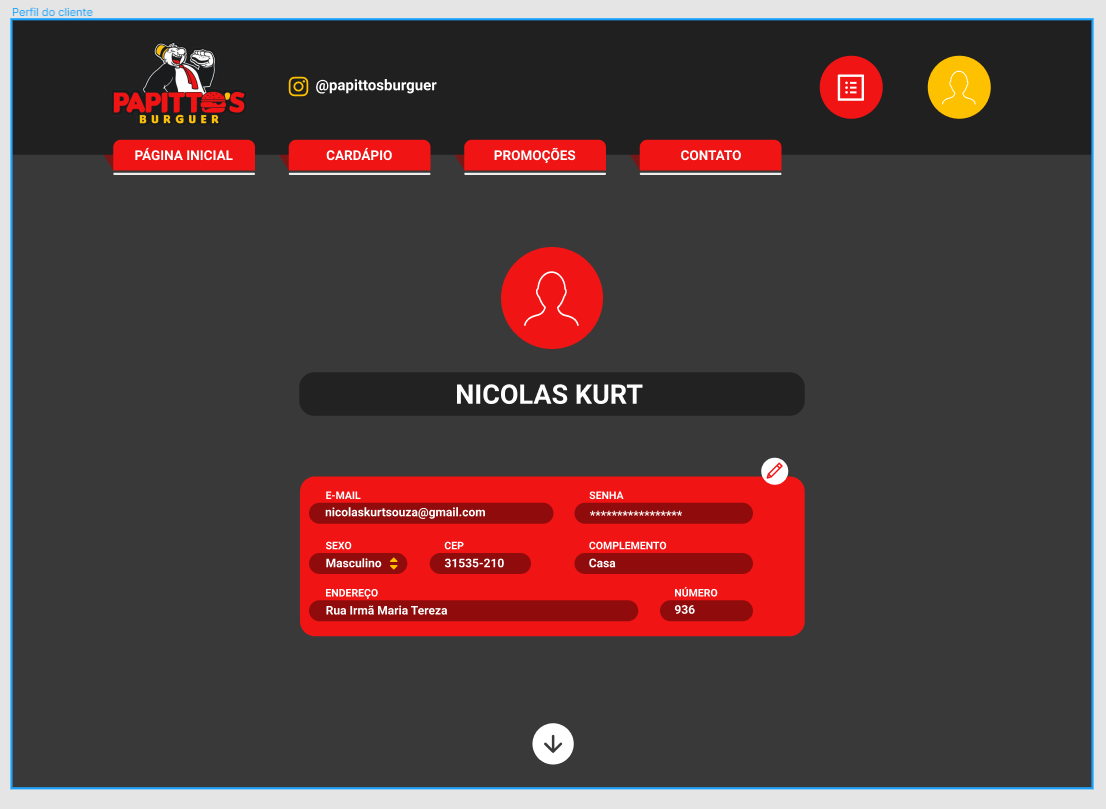 Perfil do cliente
PAPITTO'S
BURGUER
@papittosburguer
PÁGINA INICIAL
CARDÁPIO
PROMOÇÕES
CONTATO
NICOLAS KURT
E-MAIL
SENHA
nicolaskurtsouza@gmail.com
*****************
SEXO
CEP
COMPLEMENTO
Masculino
31535-210
Casa
ENDEREÇO
NÚMERO
Rua Irmã Maria Tereza
936